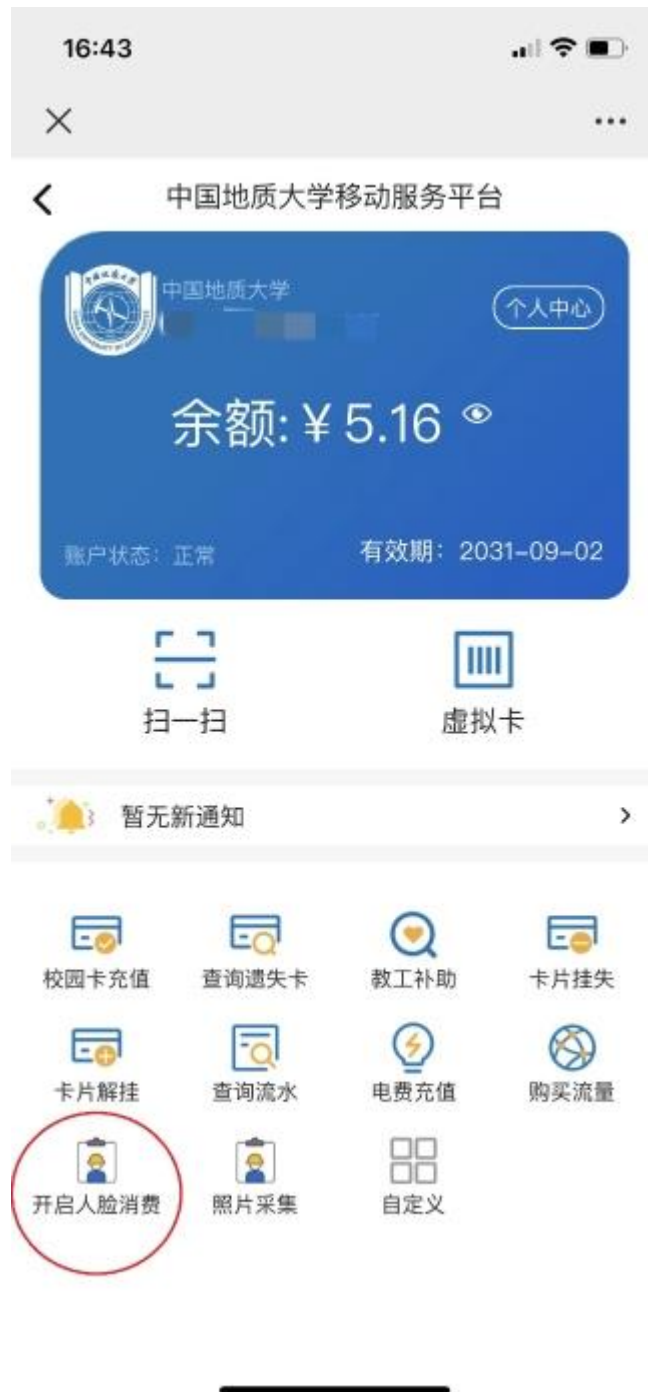 16:43
中国地质大学移动服务平台
中国地质大学
个人中心
余额:¥5.16
账户状态：正常
有效期：2031-09-02
扫一扫
虚拟卡
暂无新通知
校园卡充值
查询遗失卡
教工补助
卡片挂失
卡片解挂
查询流水
电费充值
购买流量
开启人脸消费
照片采集
自定义